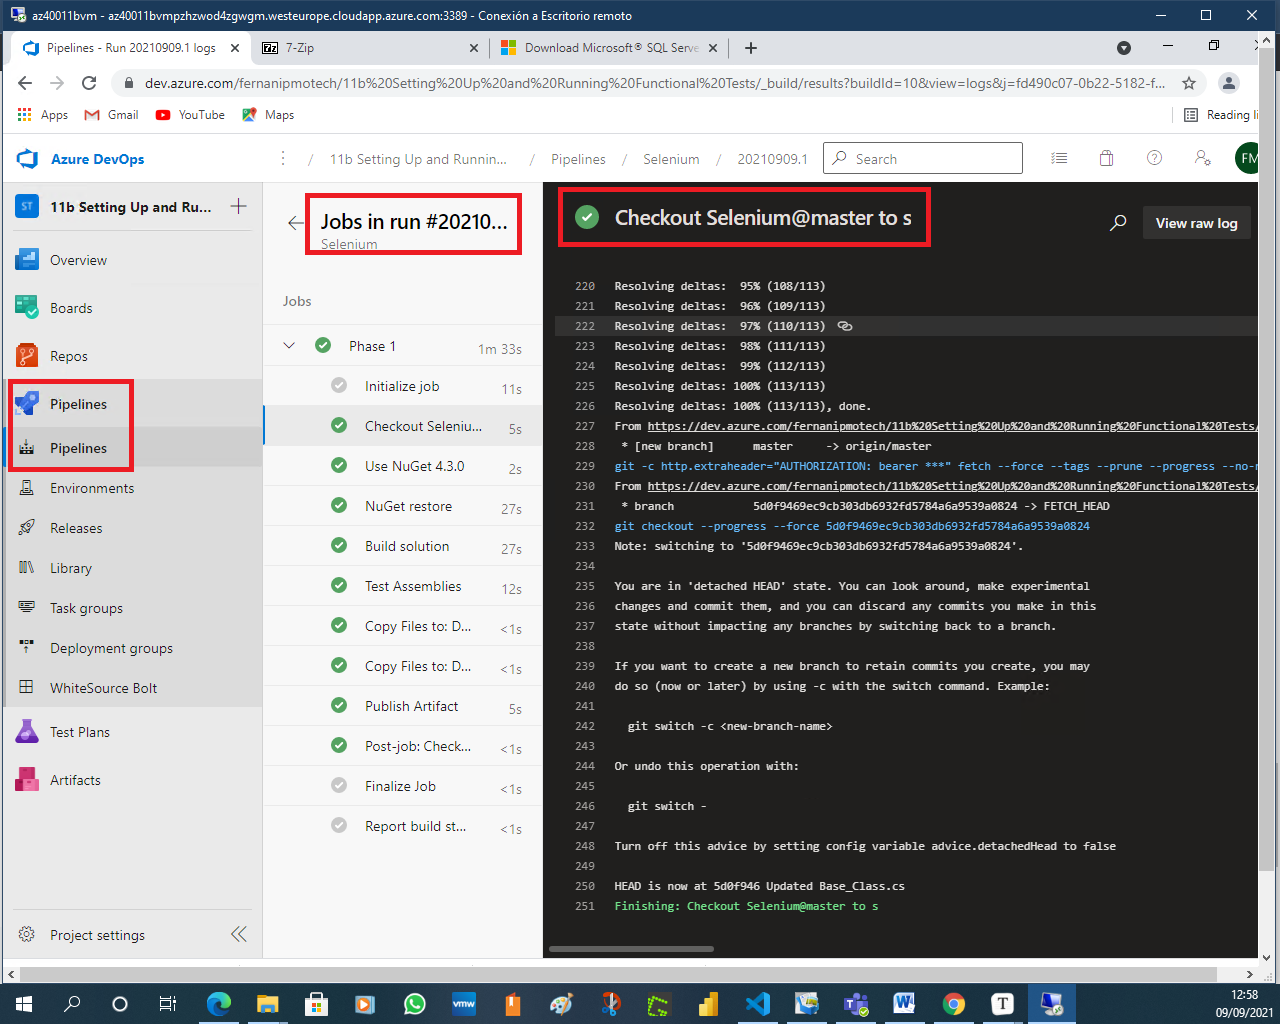 az40011bvm - az40011bvmpzhzwod4zgwgm.westeurope.cloudapp.azure.com:3389 - Conexión a Escritorio remoto
Pipelines - Run 20210909.1 logs
7-Zip
Download Microsoft® SQL Serve
dev.azure.com/fernanipmotech/11b%20Setting%20Up%20and%20Running%20Functional%20Tests/_build/results?buildId=10&view=logs&j=fd490c07-0b22-5182-f...
Apps
Gmail
YouTube
Maps
Reading li
Azure DevOps
/ 11b Setting Up and Runnin... / Pipelines / Selenium / 20210909.1
Search
FM
ST
11b Setting Up and Ru...
Overview
Boards
Repos
Pipelines
Pipelines
Environments
Releases
Library
Task groups
Deployment groups
WhiteSource Bolt
Test Plans
Artifacts
Project settings
Jobs in run #20210...
Selenium
Jobs
Phase 1 1m 33s
Initialize job 11s
Checkout Seleniu... 5s
Use NuGet 4.3.0 2s
NuGet restore 27s
Build solution 27s
Test Assemblies 12s
Copy Files to: D... <1s
Copy Files to: D... <1s
Publish Artifact 5s
Post-job: Check... <1s
Finalize Job <1s
Report build st... <1s
Checkout Selenium@master to s
View raw log
220 Resolving deltas:  95% (108/113)
221 Resolving deltas:  96% (109/113)
222 Resolving deltas:  97% (110/113)
223 Resolving deltas:  98% (111/113)
224 Resolving deltas:  99% (112/113)
225 Resolving deltas: 100% (113/113)
226 Resolving deltas: 100% (113/113), done.
227 From https://dev.azure.com/fernanipmotech/11b%20Setting%20Up%20and%20Running%20Functional%20Tests/
228  * [new branch]      master     -> origin/master
229 git -c http.extraheader="AUTHORIZATION: bearer ***" fetch --force --tags --prune --progress --no-r
230 From https://dev.azure.com/fernanipmotech/11b%20Setting%20Up%20and%20Running%20Functional%20Tests/
231  * branch            5d0f9469ec9cb303db6932fd5784a6a9539a0824 -> FETCH_HEAD
232 git checkout --progress --force 5d0f9469ec9cb303db6932fd5784a6a9539a0824
233 Note: switching to '5d0f9469ec9cb303db6932fd5784a6a9539a0824'.
234
235 You are in 'detached HEAD' state. You can look around, make experimental
236 changes and commit them, and you can discard any commits you make in this
237 state without impacting any branches by switching back to a branch.
238
239 If you want to create a new branch to retain commits you create, you may
240 do so (now or later) by using -c with the switch command. Example:
241
242   git switch -c <new-branch-name>
243
244 Or undo this operation with:
245
246   git switch -
247
248 Turn off this advice by setting config variable advice.detachedHead to false
249
250 HEAD is now at 5d0f946 Updated Base_Class.cs
251 Finishing: Checkout Selenium@master to s
vmw
12:58
09/09/2021